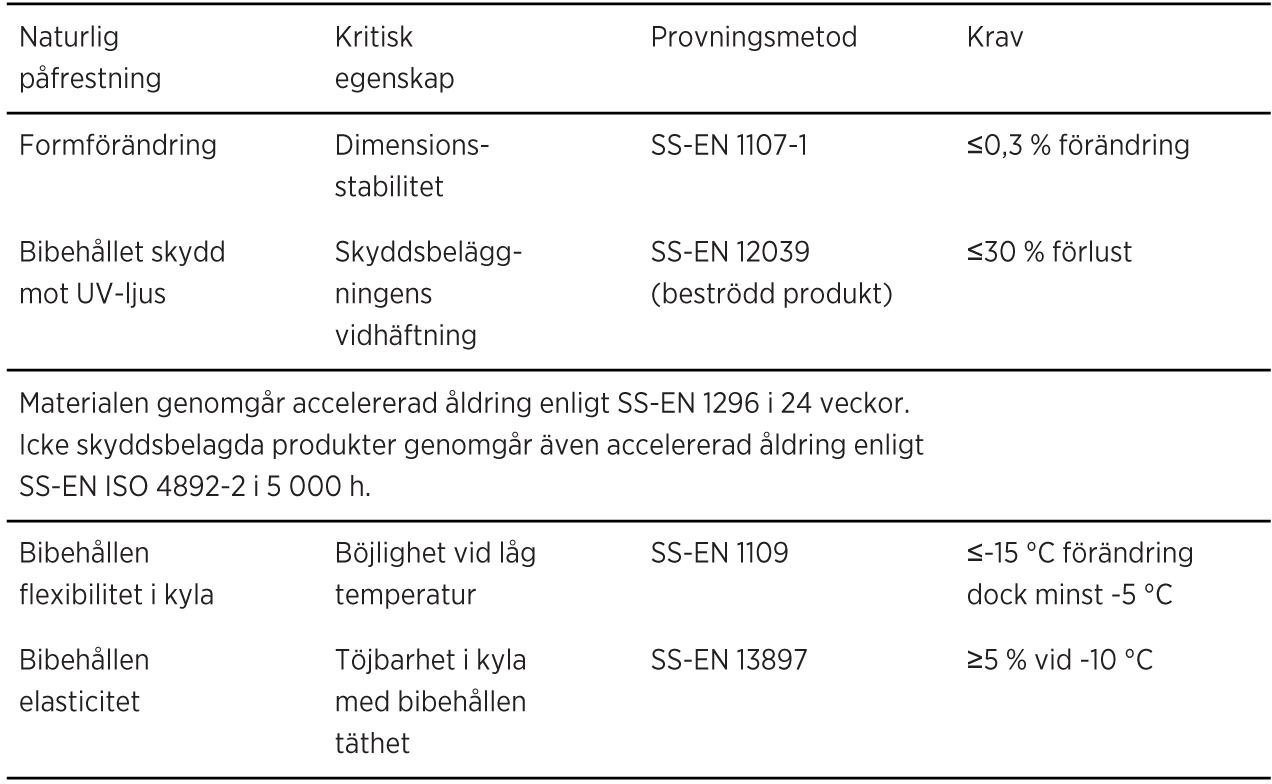 Naturlig påfrestning
Kritisk egenskap
Provningsmetod
Krav
Formförändring
Dimensions-
stabilitet
SS-EN 1107-1
≤0,3 % förändring
Bibehållet skydd
mot UV-ljus
Skyddsbelägg-
ningens
vidhäftning
SS-EN 12039
(beströdd produkt)
≤30 % förlust
Materialen genomgår accelererad åldring enligt SS-EN 1296 i 24 veckor.
Icke skyddsbelagda produkter genomgår även accelererad åldring enligt
SS-EN ISO 4892-2 i 5 000 h.
Bibehållen
flexibilitet i kyla
Böjlighet vid låg
temperatur
SS-EN 1109
≤-15 °C förändring
dock minst -5 °C
Bibehållen
elasticitet
Töjbarhet i kyla
med bibehållen
täthet
SS-EN 13897
≥5 % vid -10 °C